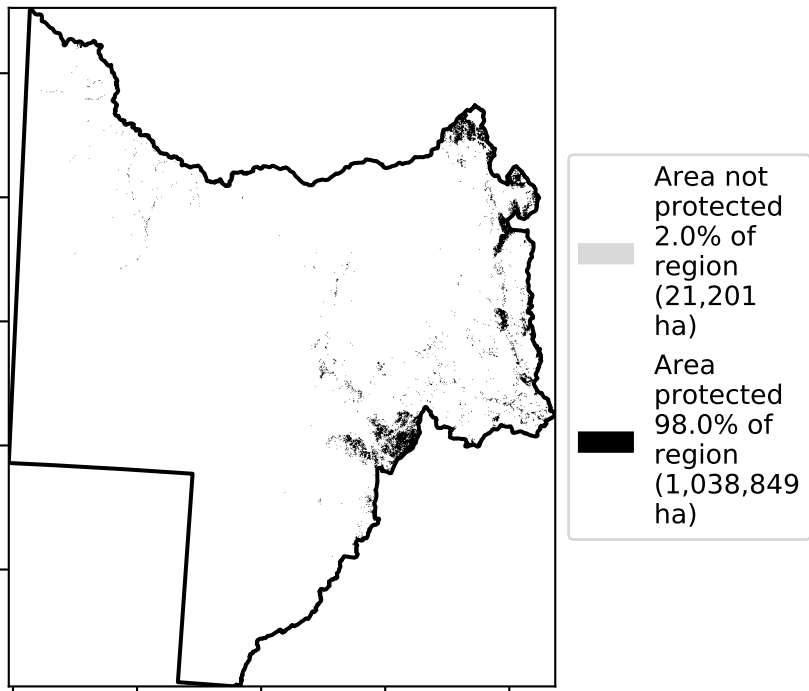 Area not
protected
2.0% of
region
(21,201
ha)
Area
protected
98.0% of
region
(1,038,849
ha)